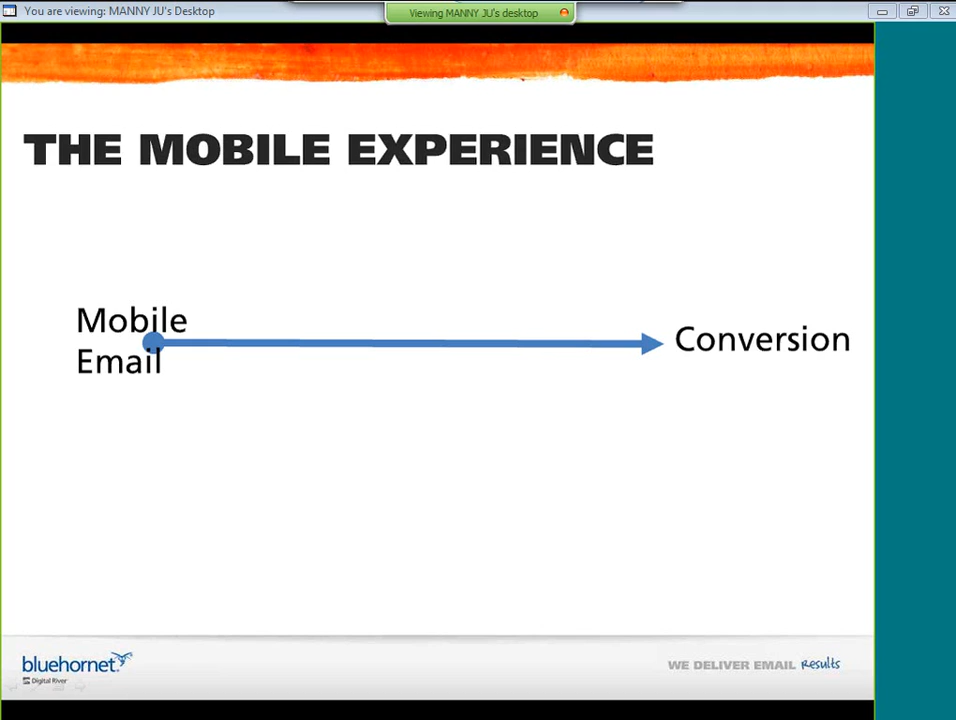 You are viewing: MANNY JU's Desktop
Viewing MANNY JU's desktop
THE MOBILE EXPERIENCE
Mobile
Email
Conversion
bluehornet
Digital River
WE DELIVER EMAIL Results